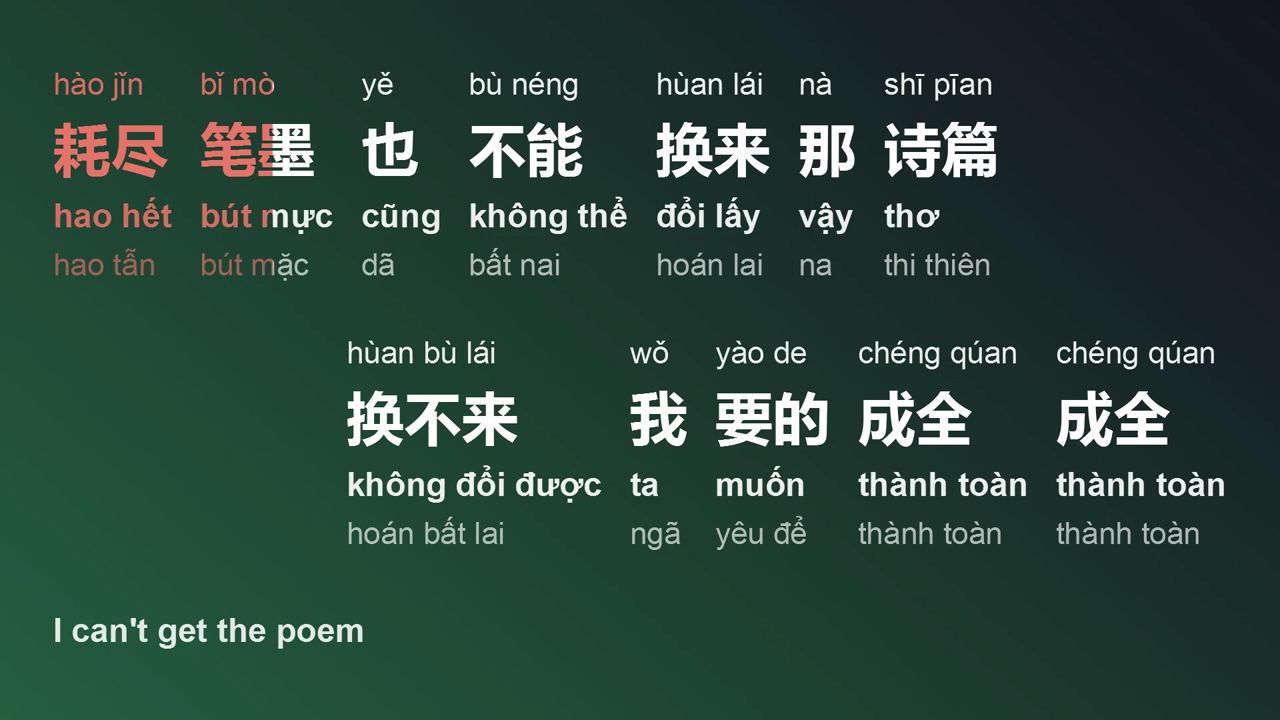 hào jǐn bǐ mò yě bù néng hùan lái nà shī pīan
耗尽 笔墨 也 不能 换来 那 诗篇
hao hết bút mực cũng không thể đổi lấy vậy thơ
hao tẫn bút mặc dã bất nai hoán lai na thi thiên
hùan bù lái wǒ yào de chéng qúan chéng qúan
换不来 我 要的 成全 成全
không đổi được ta muốn thành toàn thành toàn
hoán bất lai ngã yêu để thành toàn thành toàn
I can't get the poem